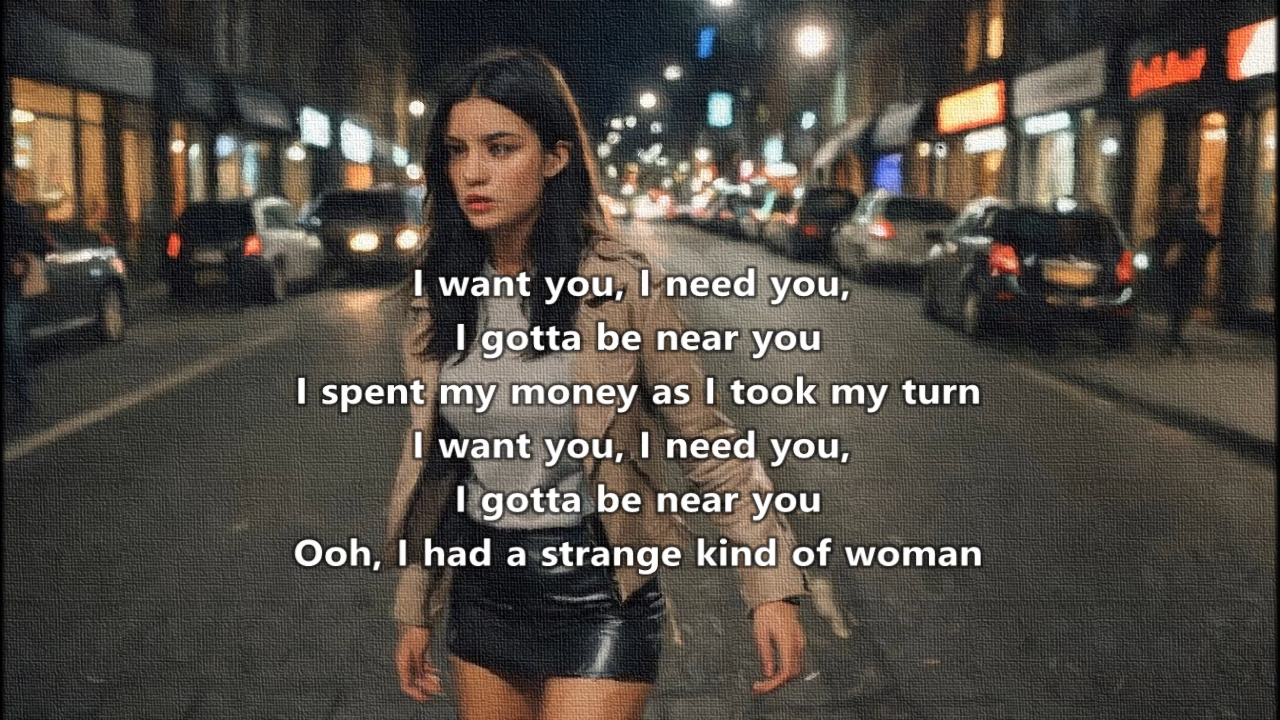 I want you, I need you,
I gotta be near you
I spent my money as I took my turn
I want you, I need you,
I gotta be near you
Ooh, I had a strange kind of woman